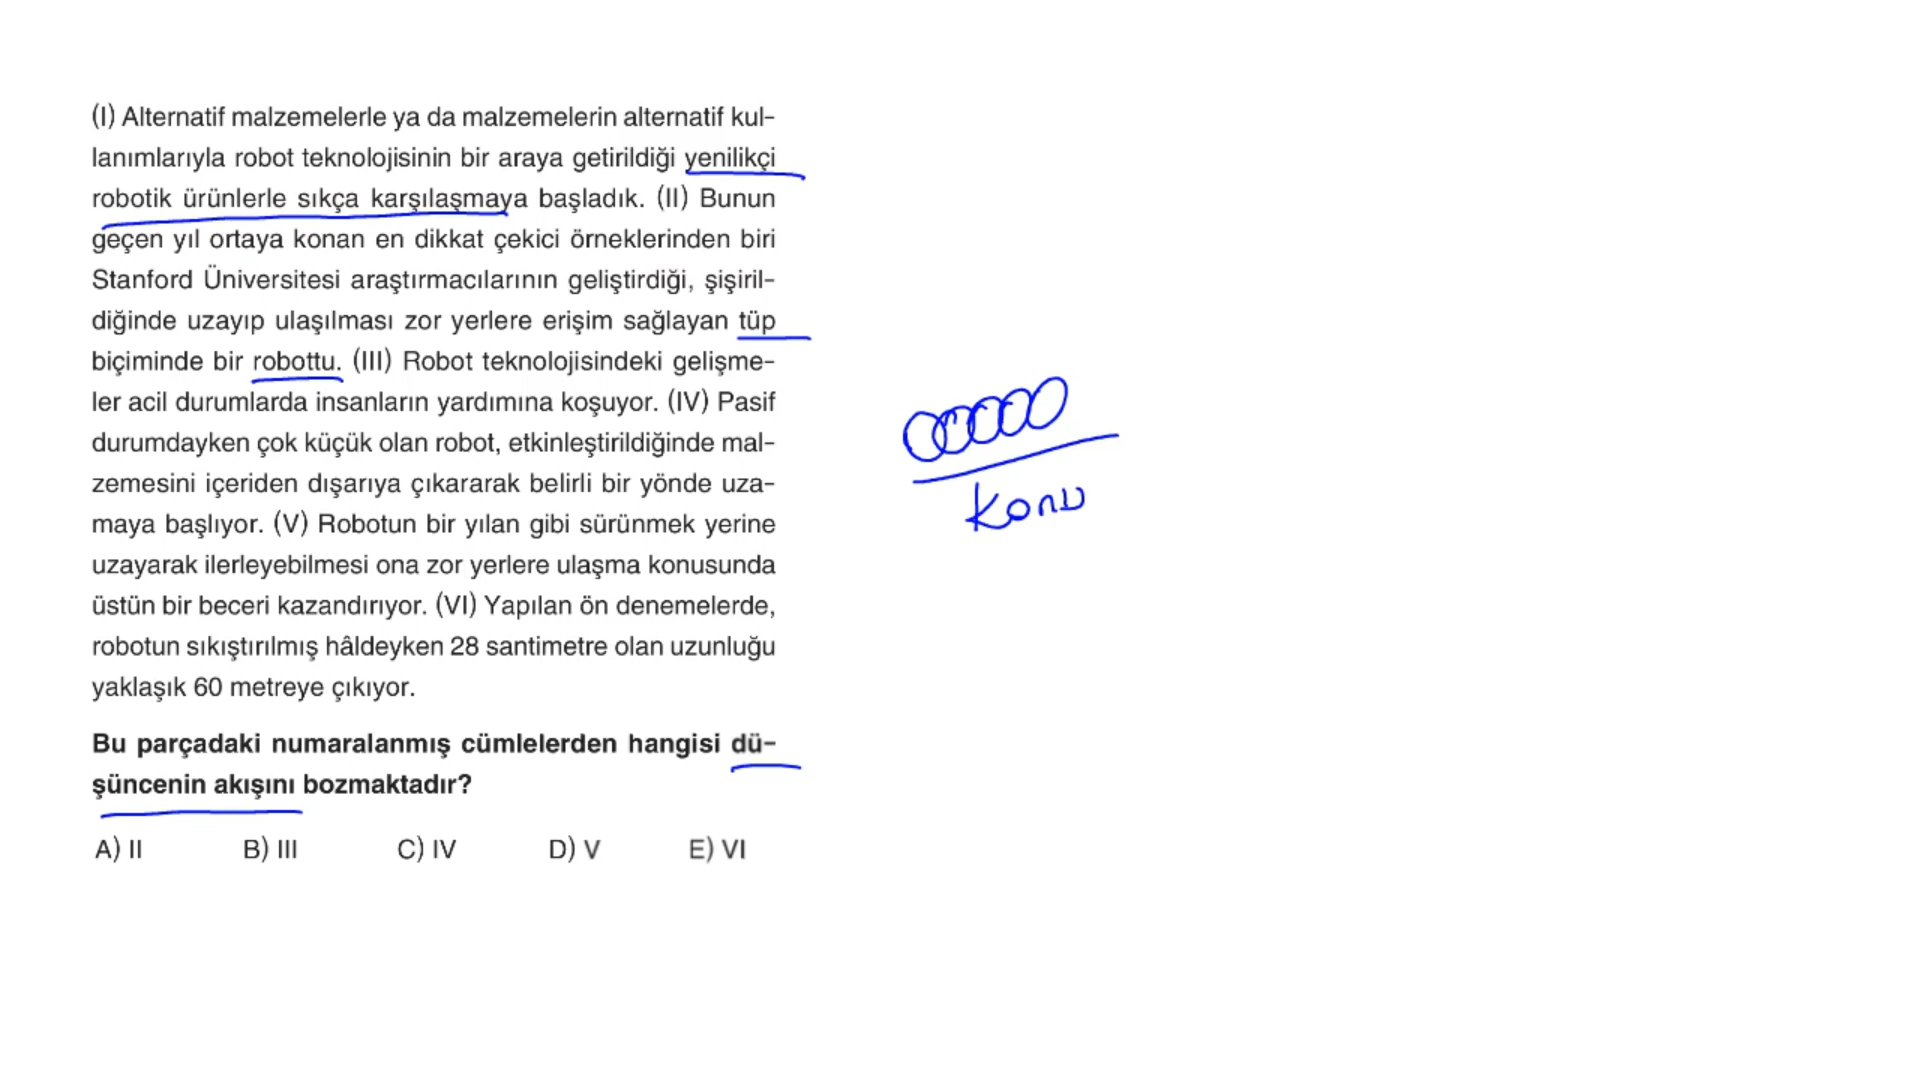 (I) Alternatif malzemelerle ya da malzemelerin alternatif kul-
lanımlarıyla robot teknolojisinin bir araya getirildiği yenilikçi
robotik ürünlerle sıkça karşılaşmaya başladık. (II) Bunun
geçen yıl ortaya konan en dikkat çekici örneklerinden biri
Stanford Üniversitesi araştırmacılarının geliştirdiği, şişiril-
diğinde uzayıp ulaşılması zor yerlere erişim sağlayan tüp
biçiminde bir robottu. (III) Robot teknolojisindeki gelişme-
ler acil durumlarda insanların yardımına koşuyor. (IV) Pasif
durumdayken çok küçük olan robot, etkinleştirildiğinde mal-
zemesini içeriden dışarıya çıkararak belirli bir yönde uza-
maya başlıyor. (V) Robotun bir yılan gibi sürünmek yerine
uzayarak ilerleyebilmesi ona zor yerlere ulaşma konusunda
üstün bir beceri kazandırıyor. (VI) Yapılan ön denemelerde,
robotun sıkıştırılmış hâldeyken 28 santimetre olan uzunluğu
yaklaşık 60 metreye çıkıyor.
Bu parçadaki numaralanmış cümlelerden hangisi dü-
şüncenin akışını bozmaktadır?
A) II B) III C) IV D) V E) VI
Konu